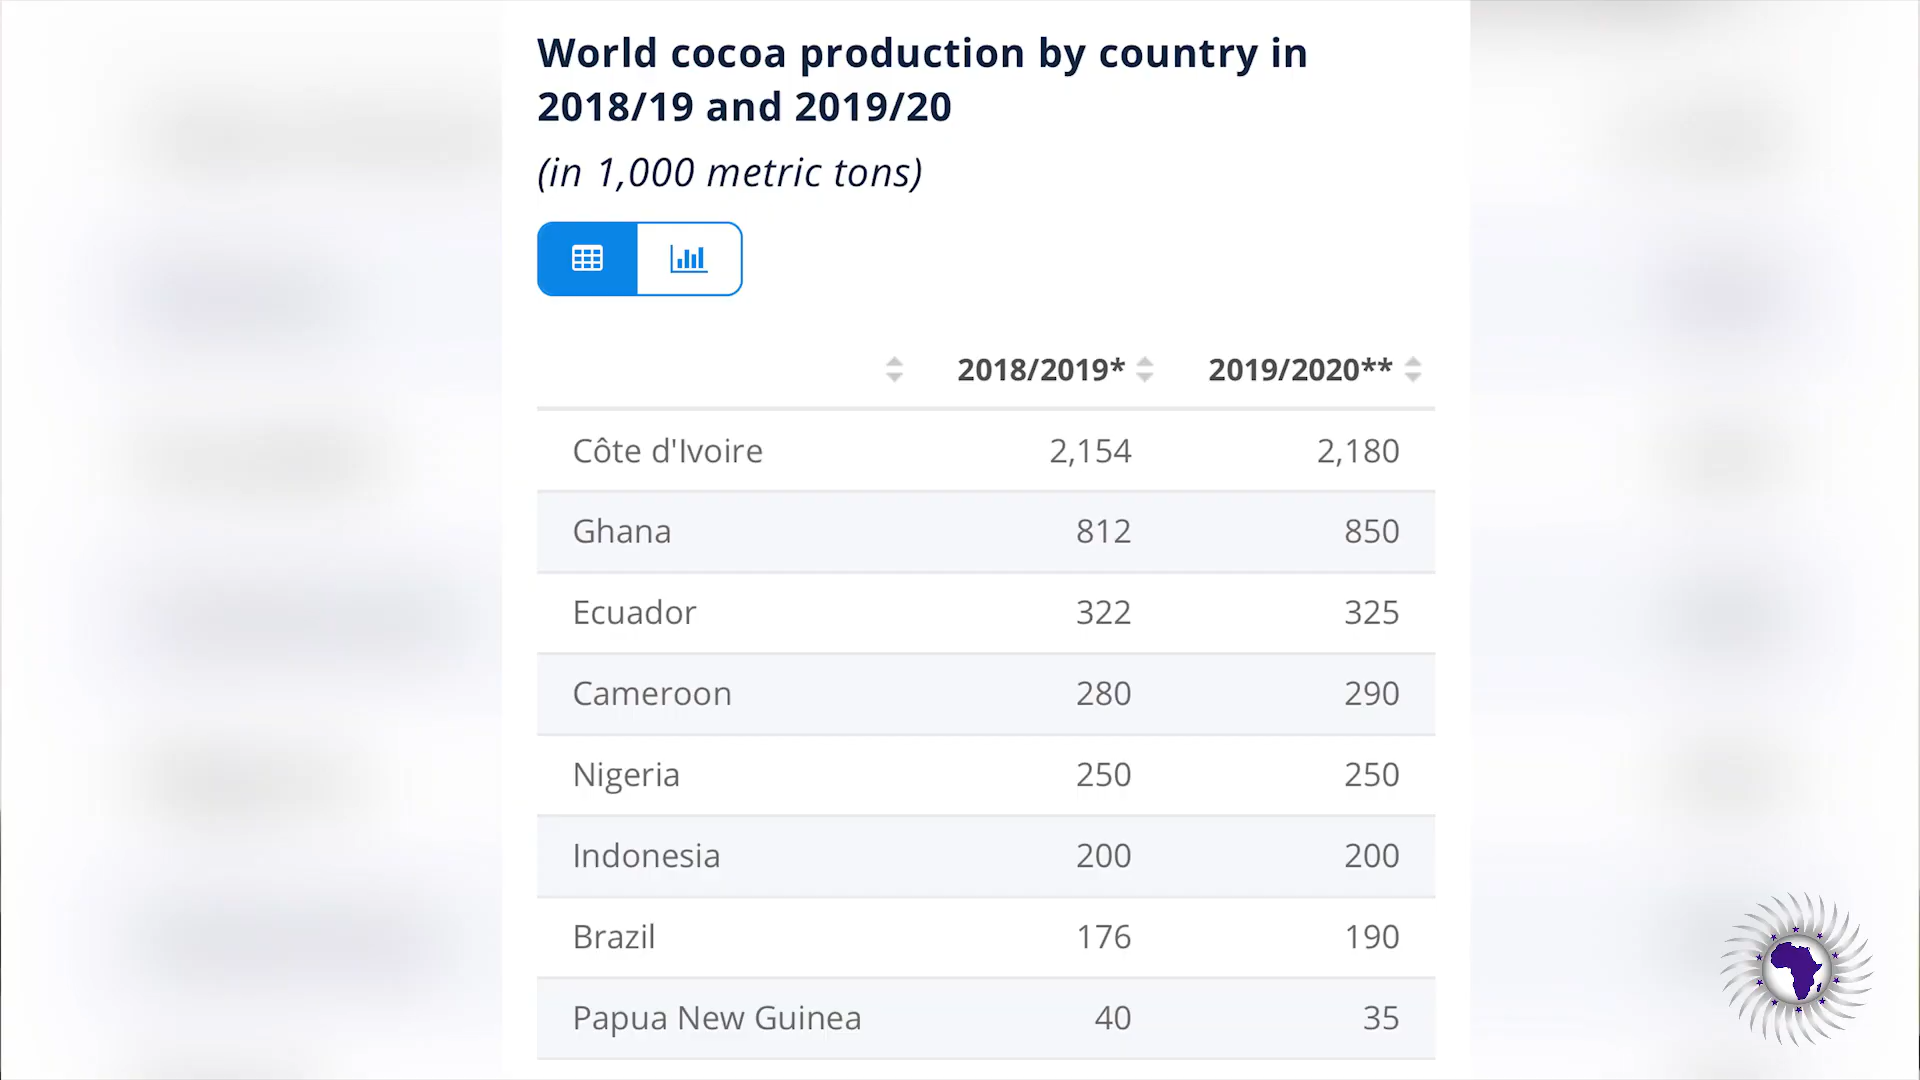 World cocoa production by country in
2018/19 and 2019/20
(in 1,000 metric tons)
2018/2019* 2019/2020**
Côte d'Ivoire 2,154 2,180
Ghana 812 850
Ecuador 322 325
Cameroon 280 290
Nigeria 250 250
Indonesia 200 200
Brazil 176 190
Papua New Guinea 40 35